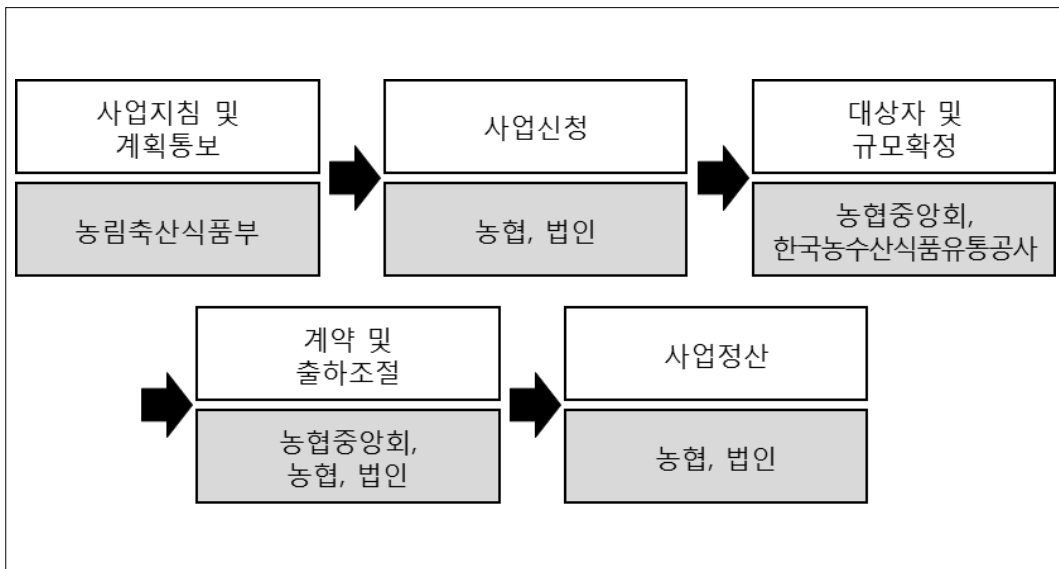 사업지침 및
계획통보
농림축산식품부
사업신청
농협, 법인
대상자 및
규모확정
농협중앙회,
한국농수산식품유통공사
계약 및
출하조절
농협중앙회,
농협, 법인
사업정산
농협, 법인